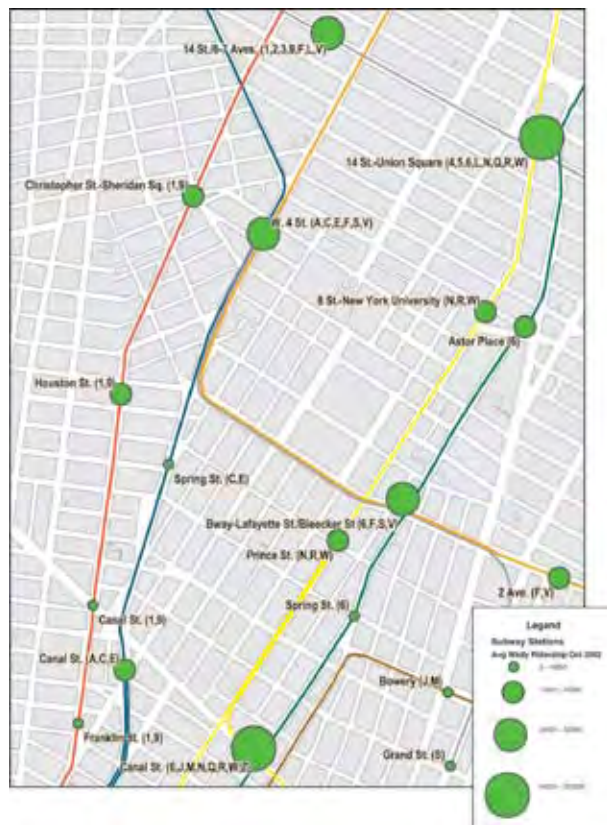 14 St./6-7 Aves. (1,2,3,9,F,L,V)
14 St.-Union Square (4,5,6,L,N,Q,R,W)
Christopher St.-Sheridan Sq. (1,9)
W. 4 St. (A,C,E,F,S,V)
8 St.-New York University (N,R,W)
Astor Place (6)
Houston St. (1,9)
Spring St. (C,E)
Bway-Lafayette St./Bleecker St (6,F,S,V)
Prince St. (N,R,W)
2 Ave. (F,V)
Spring St. (6)
Canal St. (1,9)
Canal St. (A,C,E)
Bowery (J,M)
Franklin St. (1,9)
Grand St. (S)
Canal St. (6,J,M,N,Q,R,W,Z)
Legend
Subway Stations
Avg Wkdy Ridership Oct 2002